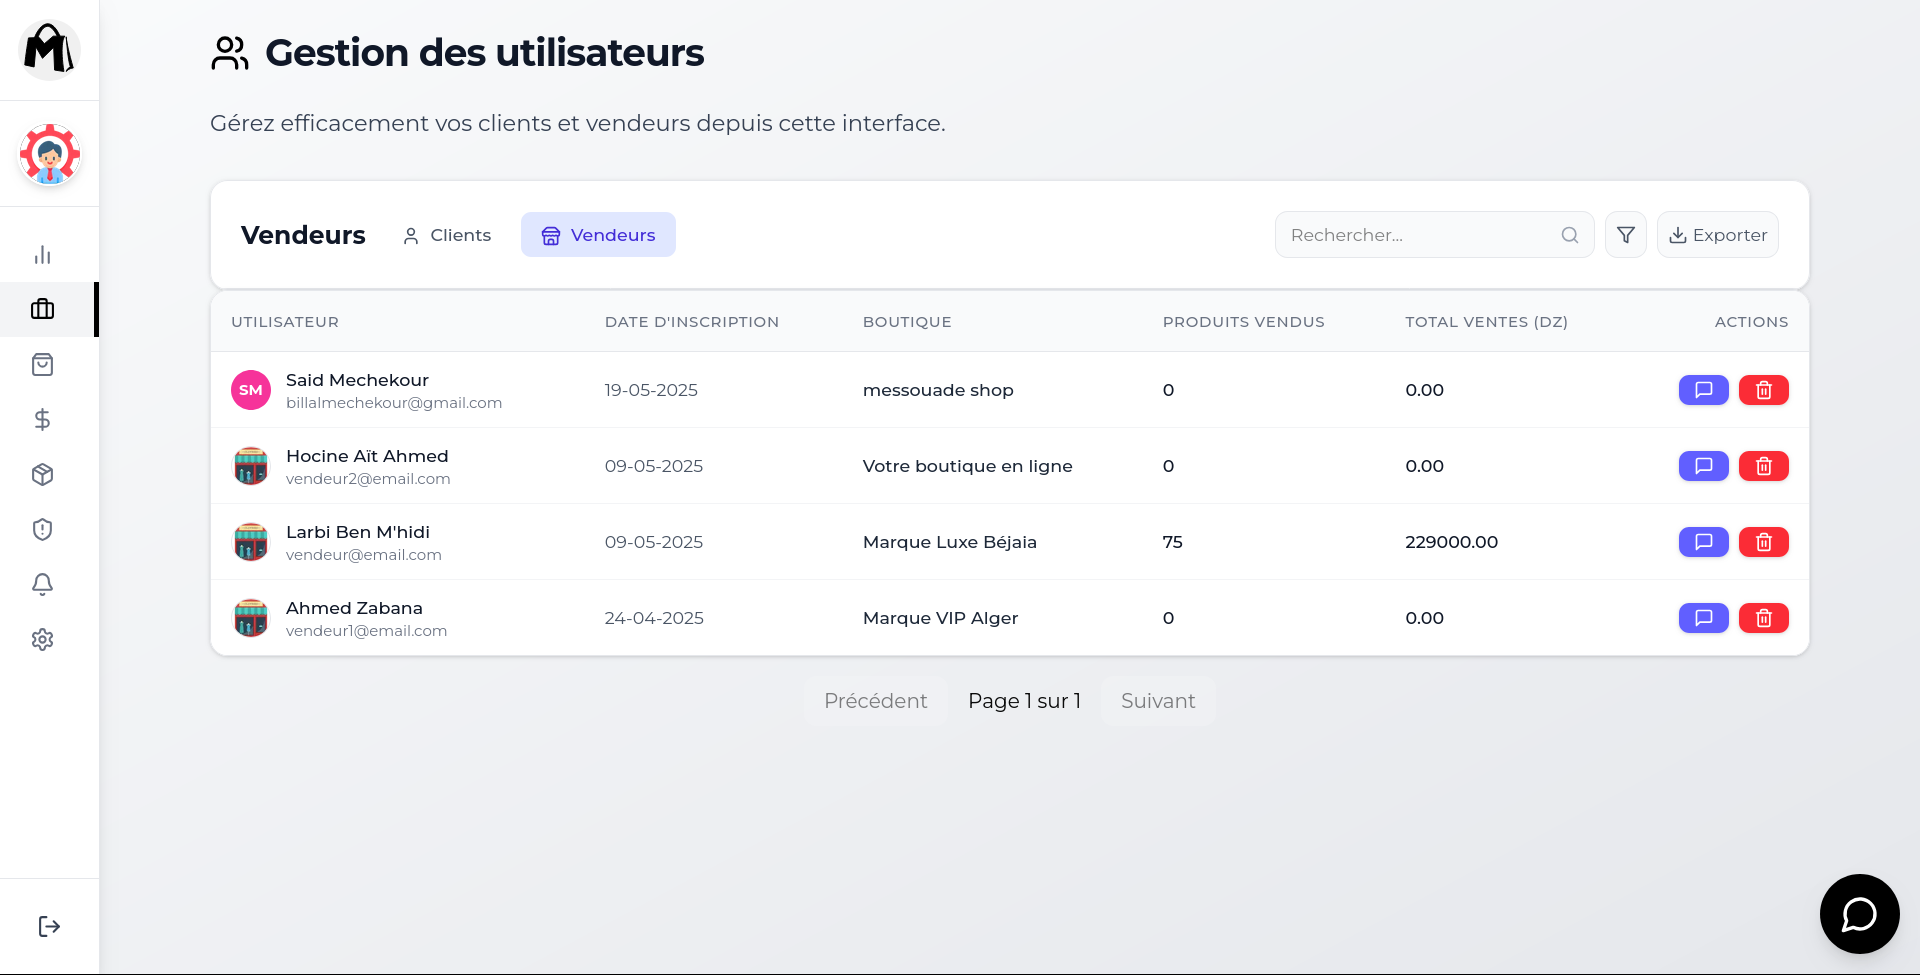 M
Gestion des utilisateurs
Gérez efficacement vos clients et vendeurs depuis cette interface.
Vendeurs Clients Vendeurs Rechercher... Exporter
UTILISATEUR DATE D'INSCRIPTION BOUTIQUE PRODUITS VENDUS TOTAL VENTES (DZ) ACTIONS
SM Said Mechekour 19-05-2025 messouade shop 0 0.00
billalmechekour@gmail.com
Hocine Aït Ahmed 09-05-2025 Votre boutique en ligne 0 0.00
vendeur2@email.com
Larbi Ben M'hidi 09-05-2025 Marque Luxe Béjaia 75 229000.00
vendeur@email.com
Ahmed Zabana 24-04-2025 Marque VIP Alger 0 0.00
vendeur1@email.com
Précédent Page 1 sur 1 Suivant